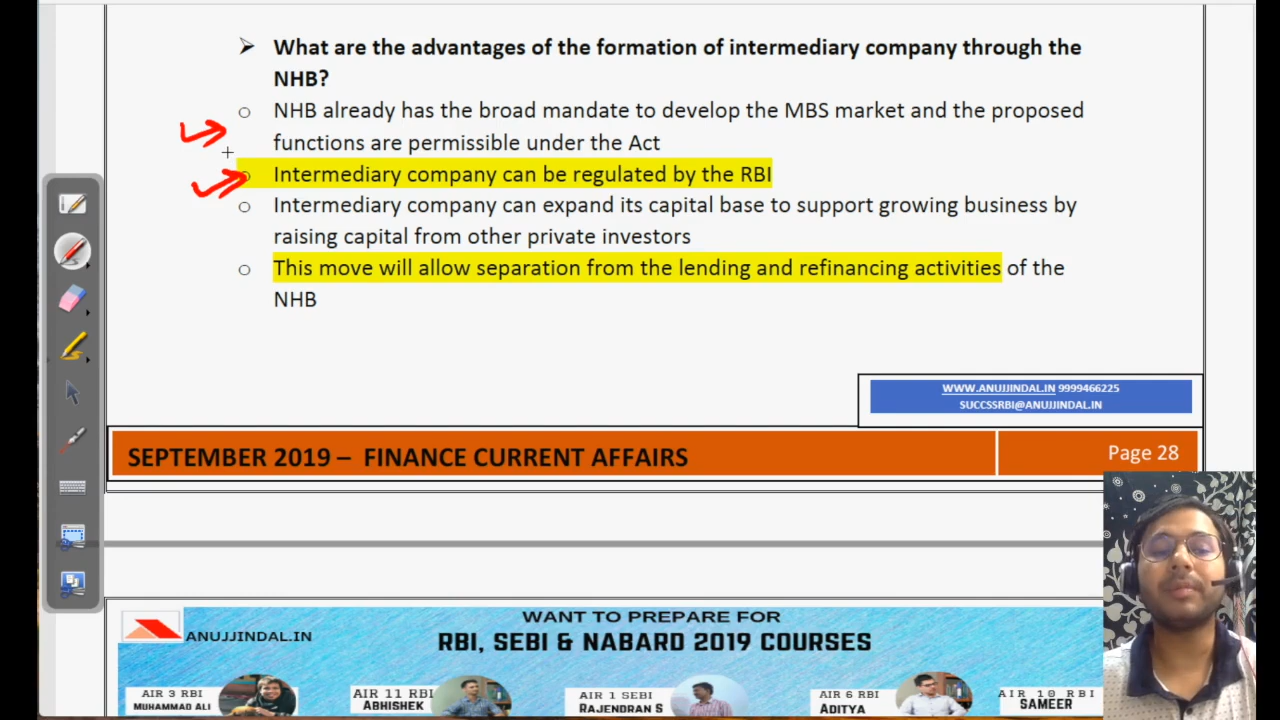 ➢ What are the advantages of the formation of intermediary company through the
NHB?
o NHB already has the broad mandate to develop the MBS market and the proposed
functions are permissible under the Act
o Intermediary company can be regulated by the RBI
o Intermediary company can expand its capital base to support growing business by
raising capital from other private investors
o This move will allow separation from the lending and refinancing activities of the
NHB
WWW.ANUJJINDAL.IN 9999466225
SUCCSSRBI@ANUJJINDAL.IN
SEPTEMBER 2019 – FINANCE CURRENT AFFAIRS
Page 28
WANT TO PREPARE FOR
ANUJJINDAL.IN
RBI, SEBI & NABARD 2019 COURSES
AIR 3 RBI
MUHAMMAD ALI
AIR 11 RBI
ABHISHEK
AIR 1 SEBI
RAJENDRAN S
AIR 6 RBI
ADITYA
AIR 10 RBI
SAMEER